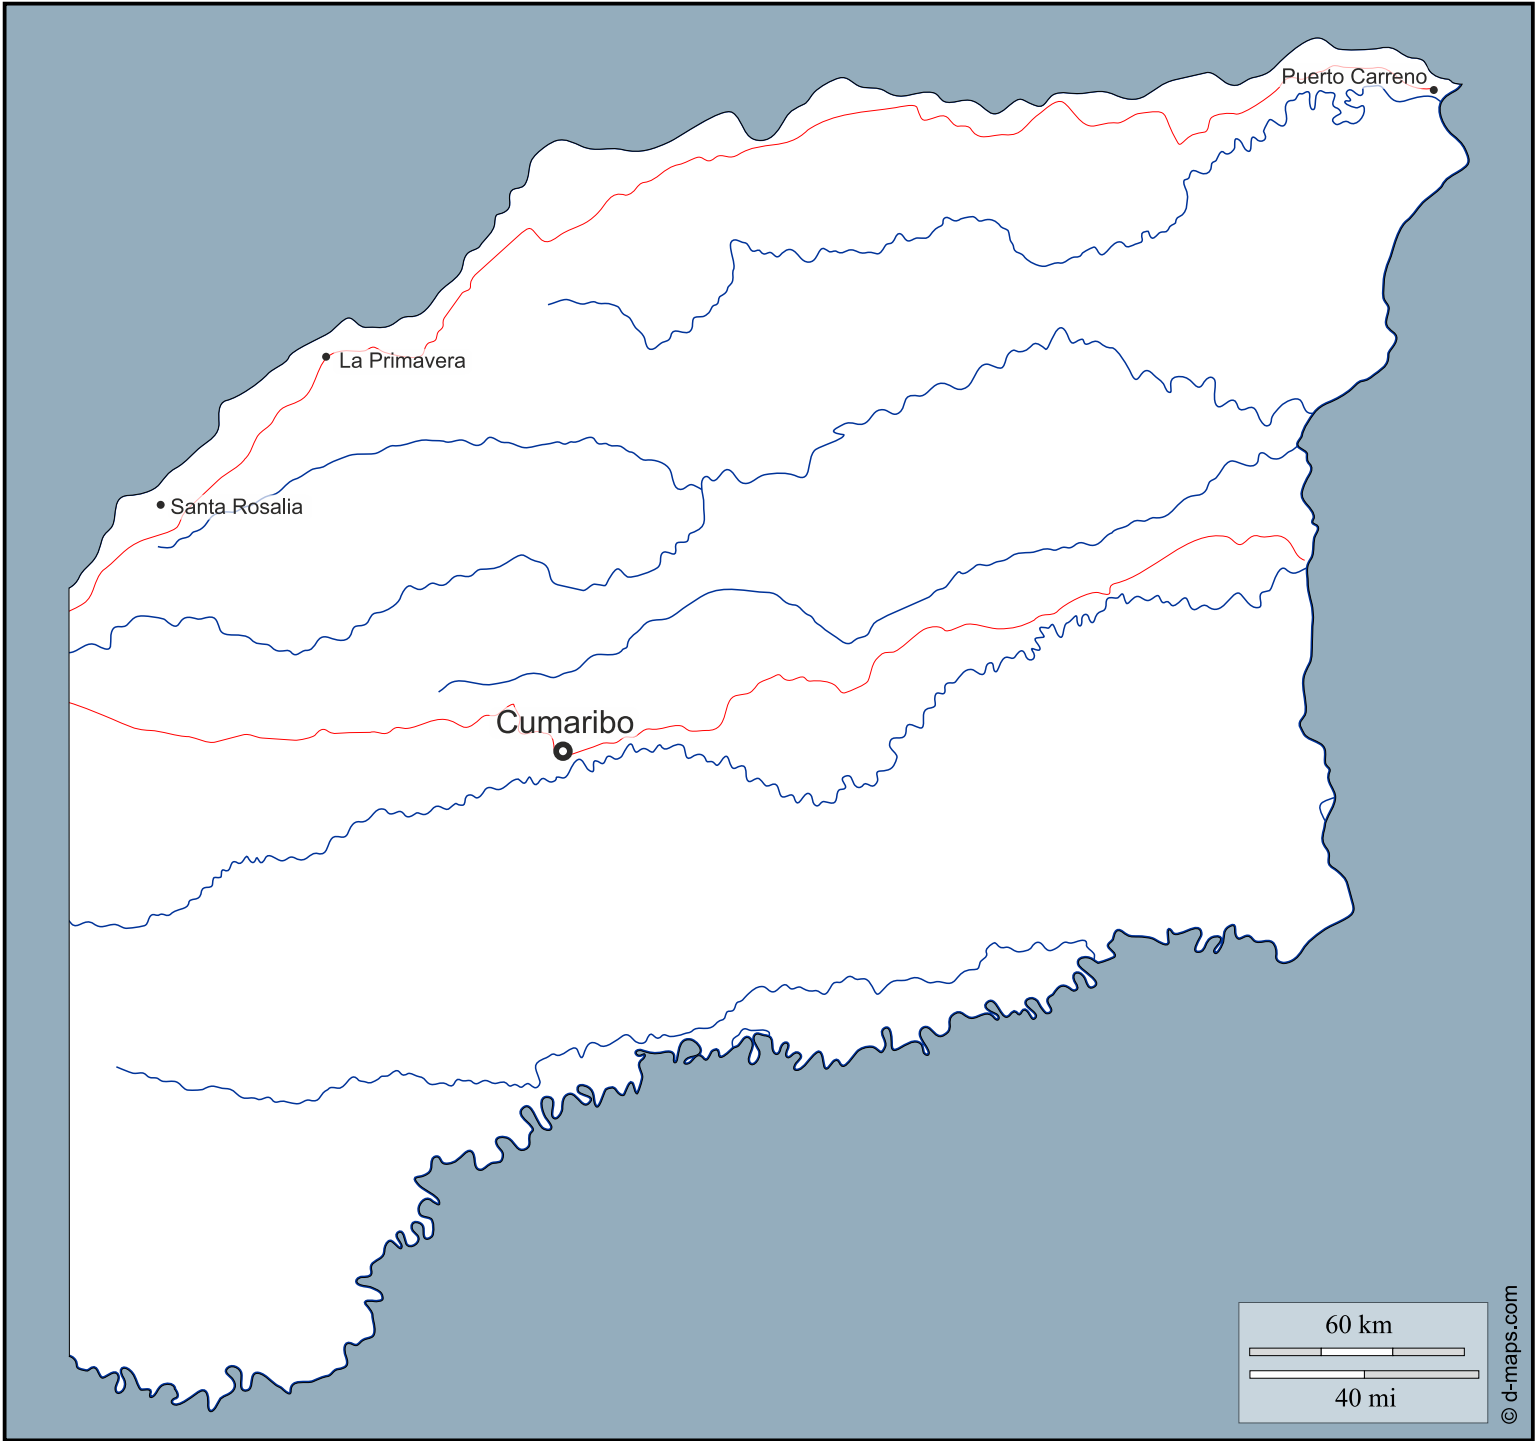 Puerto Carreno
La Primavera
Santa Rosalia
Cumaribo
60 km
40 mi
© d-maps.com